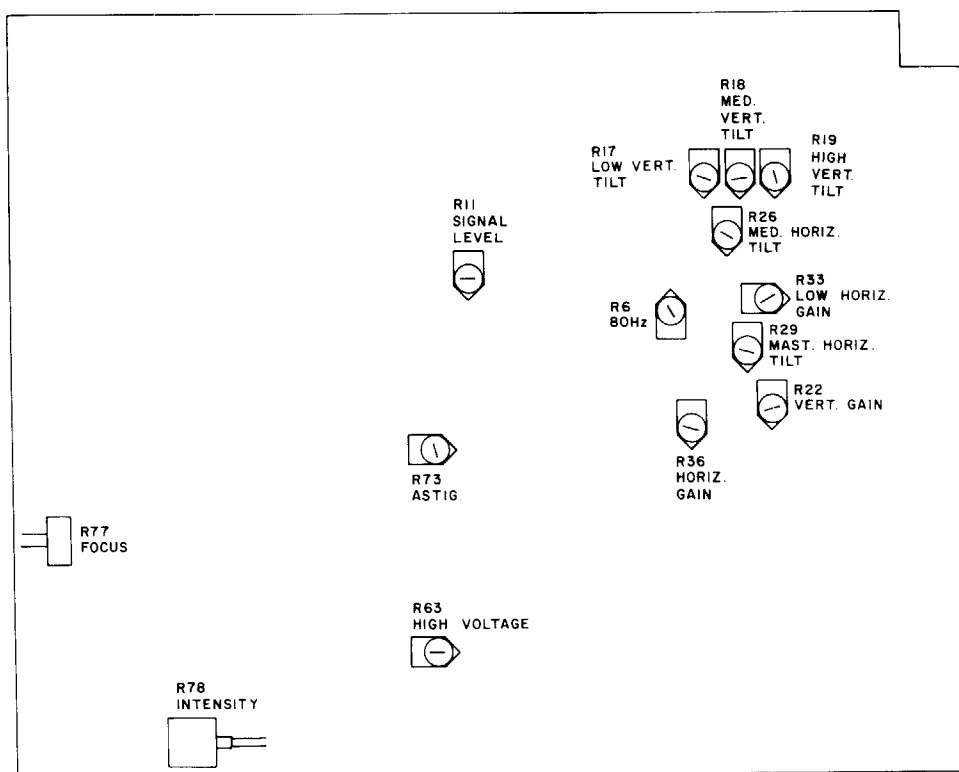 R18
MED.
VERT.
TILT
R17
LOW VERT.
TILT
R19
HIGH
VERT.
TILT
R11
SIGNAL
LEVEL
R26
MED. HORIZ.
TILT
R33
LOW HORIZ.
GAIN
R6
80Hz
R29
MAST. HORIZ.
TILT
R22
VERT. GAIN
R36
HORIZ.
GAIN
R73
ASTIG.
R77
FOCUS
R63
HIGH VOLTAGE
R78
INTENSITY